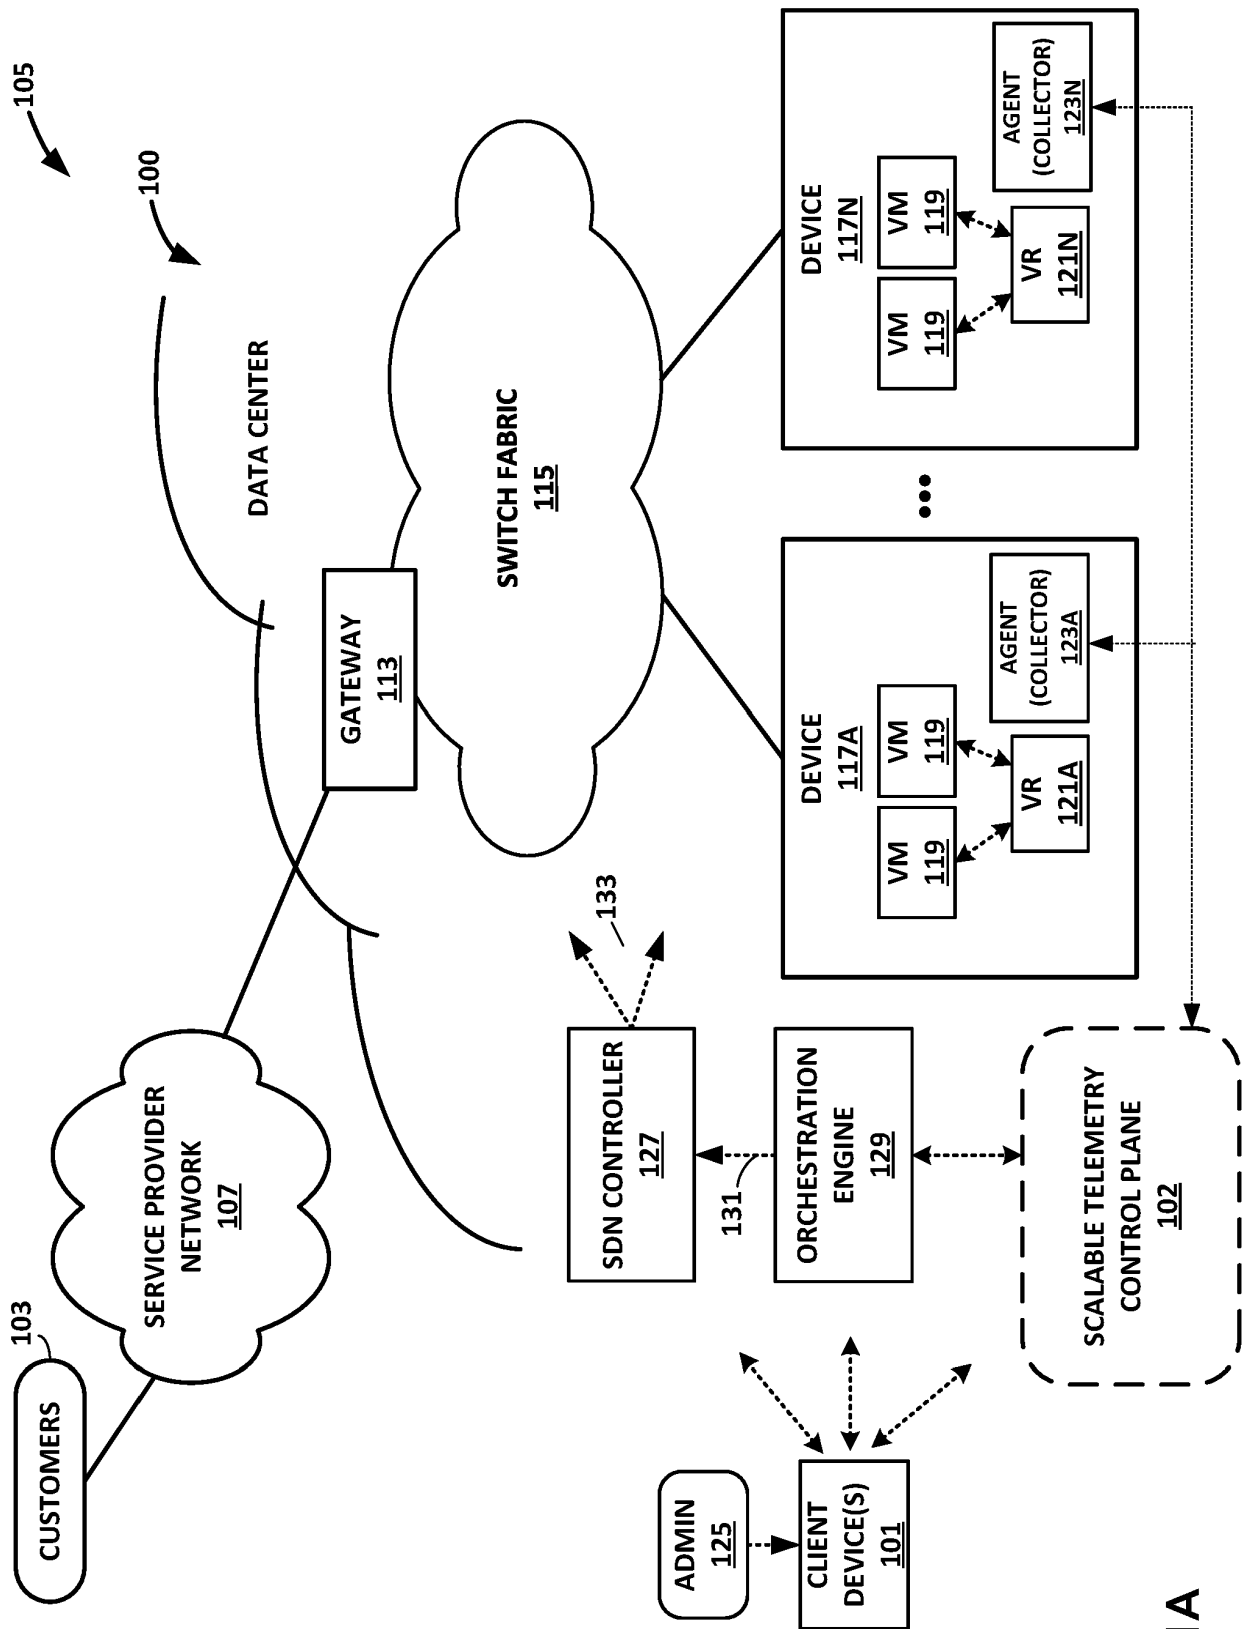 105
CUSTOMERS
103
SERVICE PROVIDER
NETWORK
107
100
DATA CENTER
GATEWAY
113
SWITCH FABRIC
115
ADMIN
125
CLIENT
DEVICE(S)
101
SDN CONTROLLER
127
133
131
ORCHESTRATION
ENGINE
129
SCALABLE TELEMETRY
CONTROL PLANE
102
DEVICE
117A
VM
119
VM
119
VR
121A
AGENT
(COLLECTOR)
123A
DEVICE
117N
VM
119
VM
119
VR
121N
AGENT
(COLLECTOR)
123N